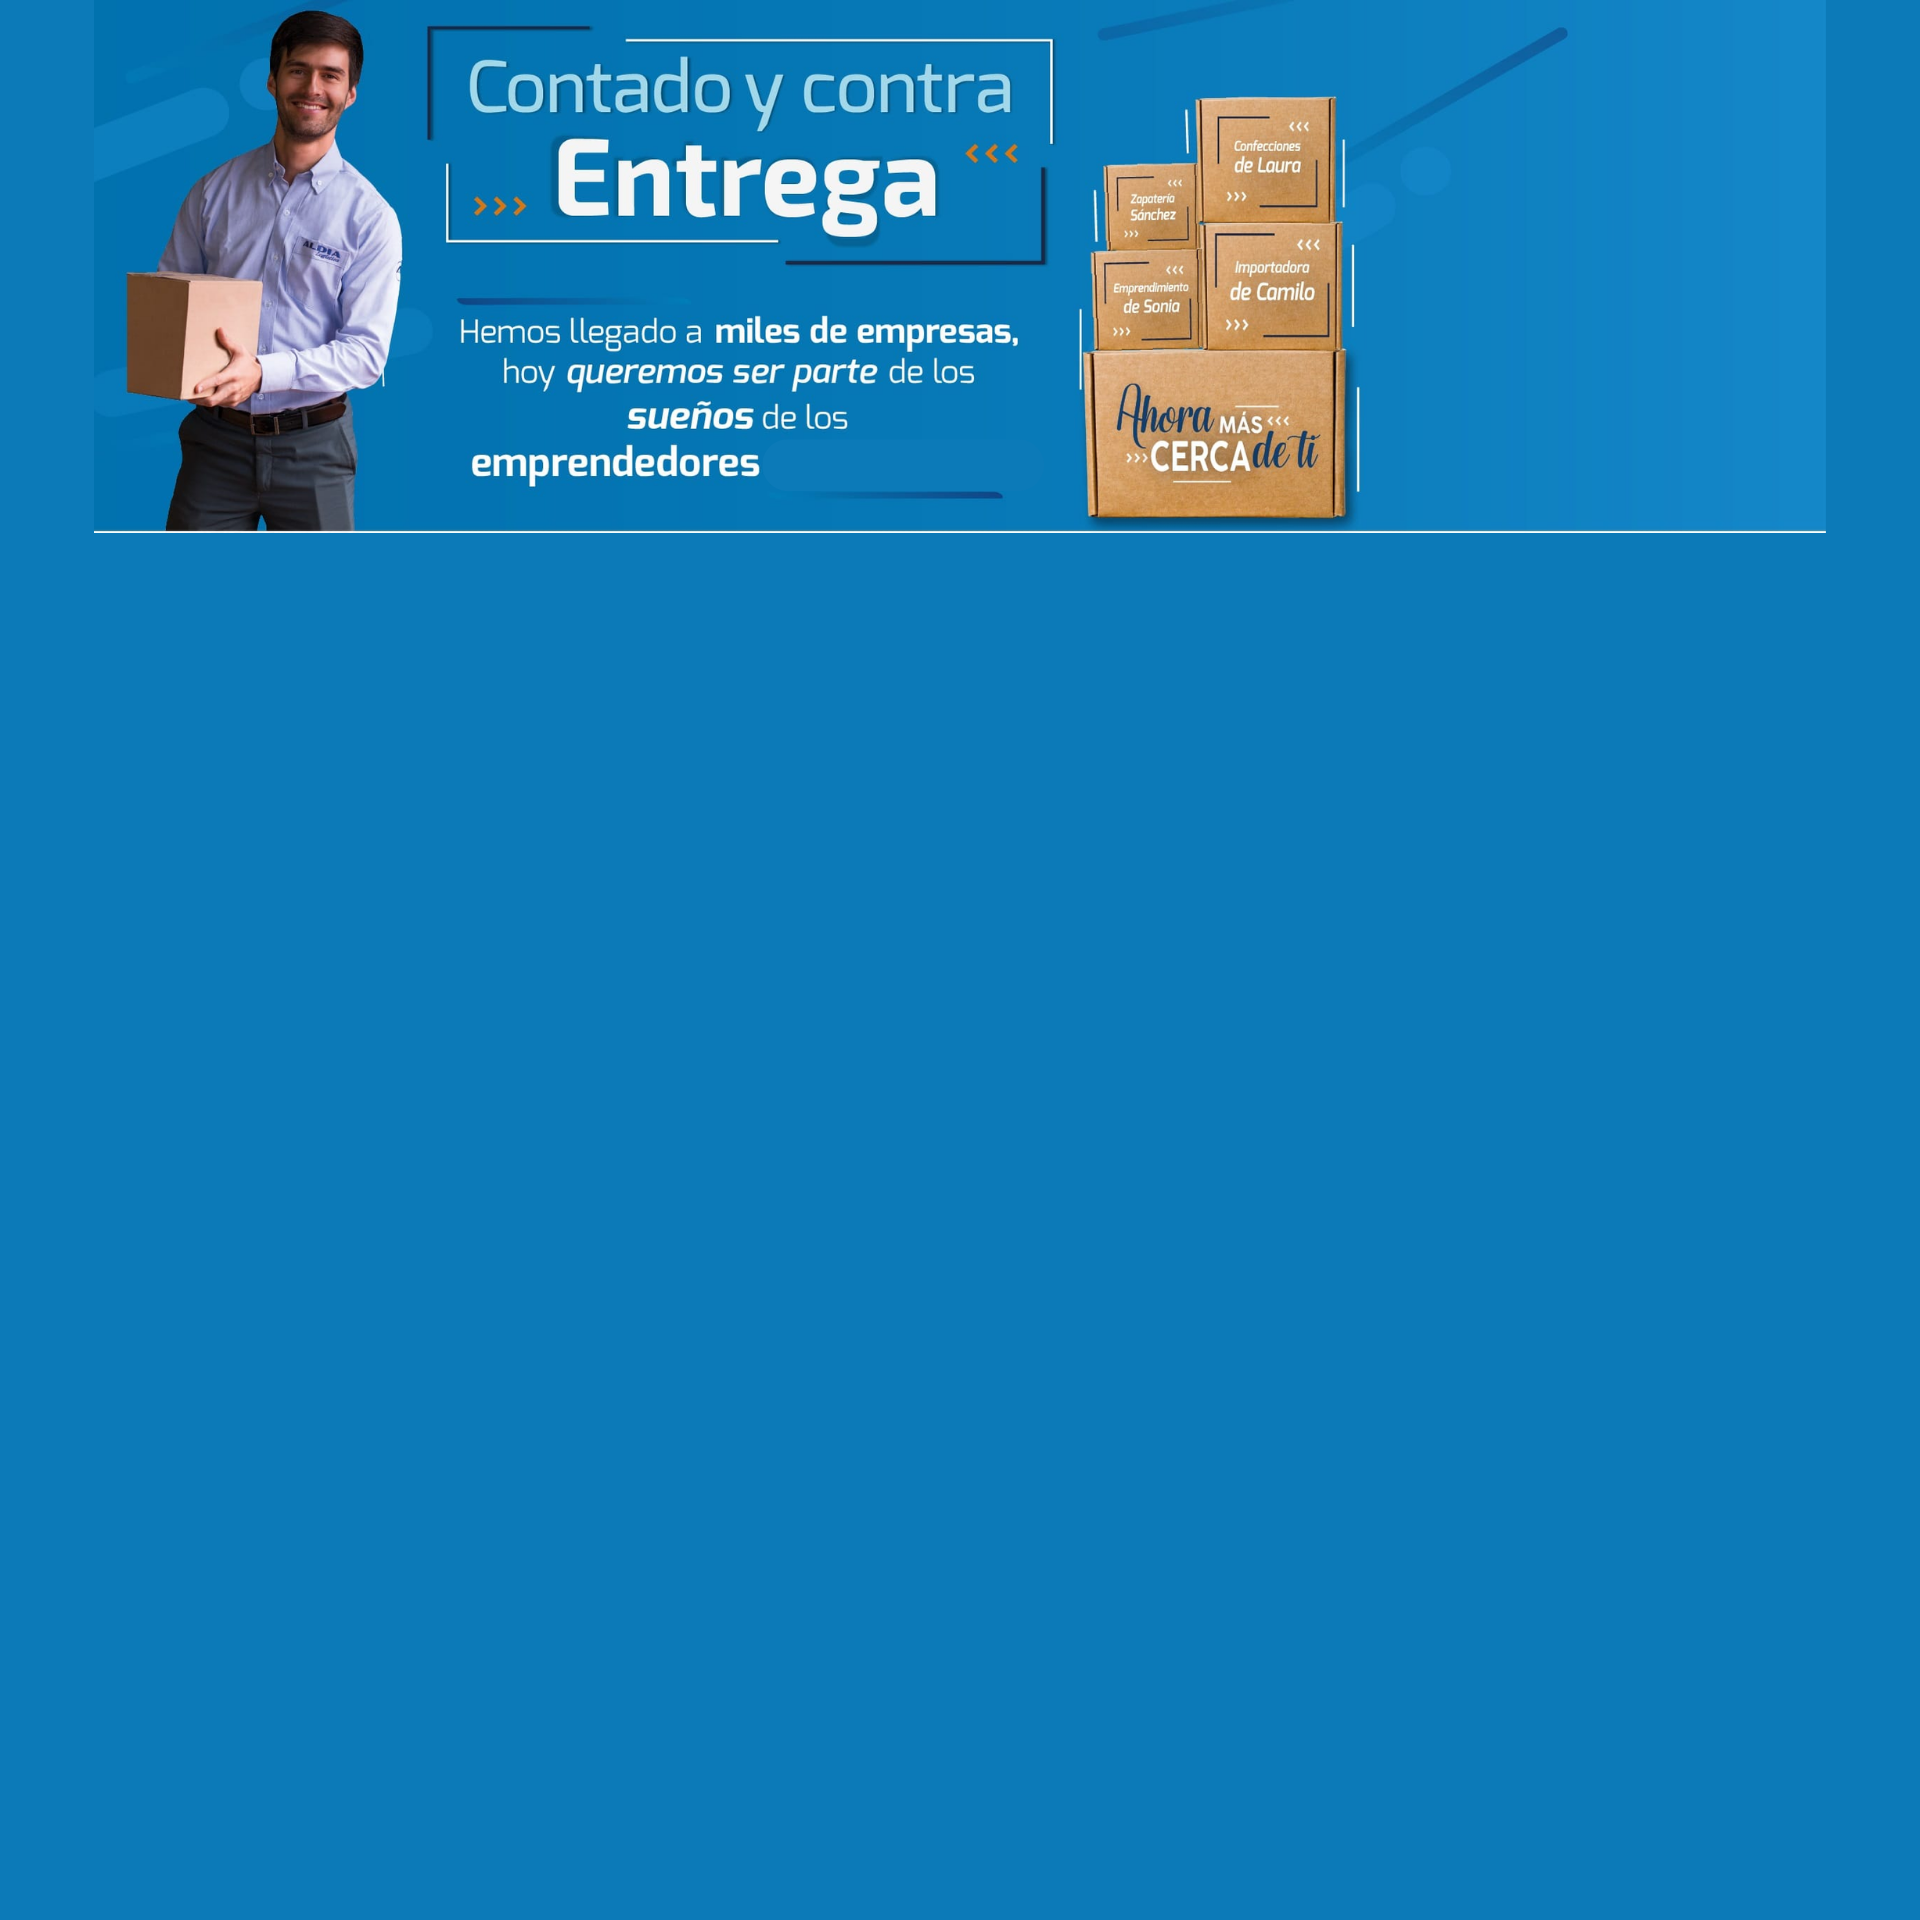 Contado y contra
Entrega
Hemos llegado a miles de empresas,
hoy queremos ser parte de los
sueños de los
emprendedores
ALDIA
Confecciones
de Laura
Zapatería
Sánchez
Importadora
de Camilo
Emprendimiento
de Sonia
Ahora MÁS
CERCA de ti